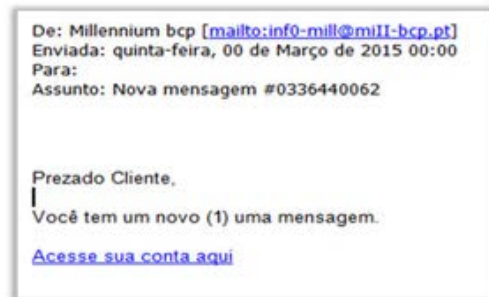 De: Millennium bcp [mailto:inf0-mill@miII-bcp.pt]
Enviada: quinta-feira, 00 de Março de 2015 00:00
Para:
Assunto: Nova mensagem #0336440062
Prezado Cliente,
Você tem um novo (1) uma mensagem.
Acesse sua conta aqui